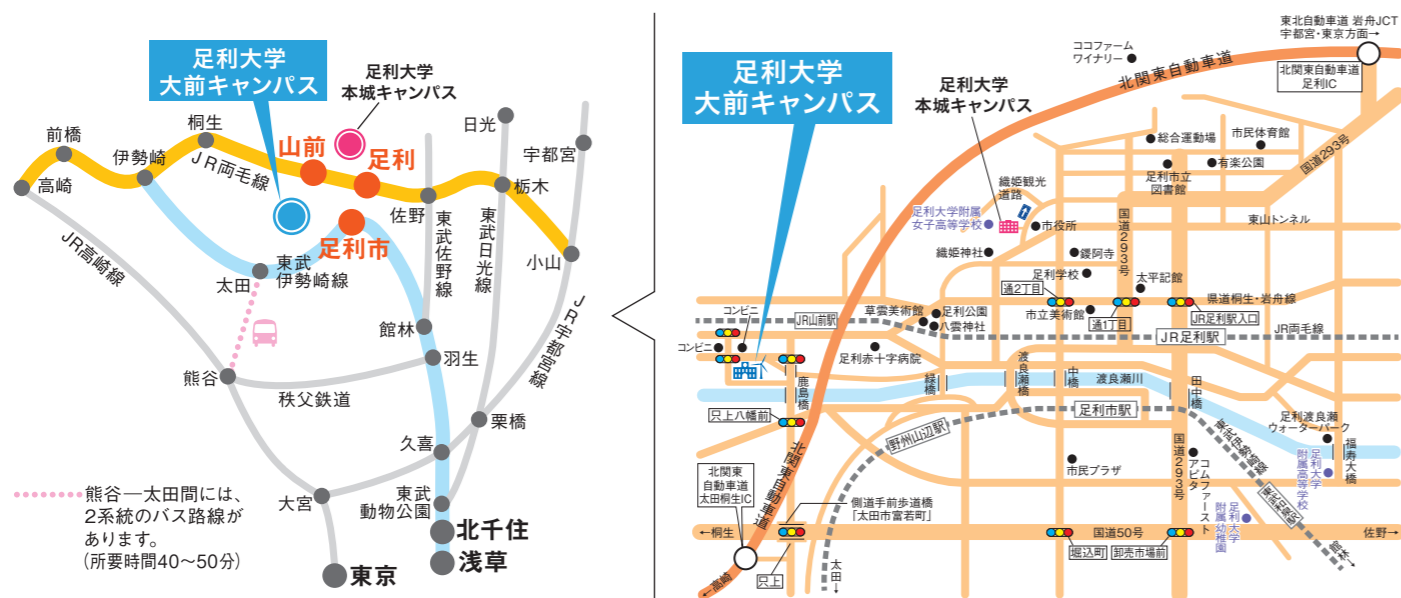 足利大学
大前キャンパス
足利大学
本城キャンパス
日光
宇都宮
桐生
前橋
伊勢崎
JR両毛線
山前
足利
高崎
佐野
栃木
足利市
東武
伊勢崎線
東武佐野線
東武日光線
小山
JR高崎線
太田
JR宇都宮線
館林
羽生
熊谷
秩父鉄道
栗橋
久喜
大宮
東武
動物公園
北千住
浅草
東京
熊谷―太田間には、
2系統のバス路線が
あります。
(所要時間40〜50分)
東北自動車道 岩舟JCT
宇都宮・東京方面→
ココファーム
ワイナリー
北関東自動車道
北関東自動車道
足利IC
足利大学
大前キャンパス
足利大学
本城キャンパス
総合運動場
市民体育館
国道293号
有楽公園
足利市立
図書館
織姫観光
道路
足利大学附属
女子高等学校
市役所
国道293号
東山トンネル
織姫神社
鑁阿寺
足利学校
太平記館
通2丁目
県道桐生・岩舟線
コンビニ
JR山前駅
草雲美術館
足利公園
八雲神社
市立美術館
通1丁目
JR足利駅入口
JR両毛線
JR足利駅
コンビニ
足利赤十字病院
鹿島橋
緑橋
渡良瀬橋
中橋
渡良瀬川
田中橋
足利市駅
足利渡良瀬
ウォーターパーク
只上八幡前
野州山辺駅
東武伊勢崎線
福寿大橋
北関東自動車道
市民プラザ
国道293号
アピタ
コムファースト
足利大学
附属高等学校
北関東
自動車道
太田桐生IC
側道手前歩道橋
「太田市富若町」
足利大学
附属幼稚園
東武和泉駅
←桐生
国道50号
佐野→
堀込町
卸売市場前
只上
太田→
館林→
←高崎